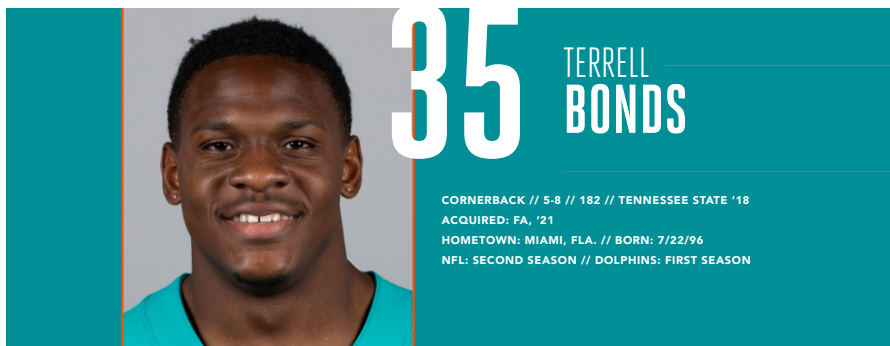 35
TERRELL
BONDS
CORNERBACK // 5-8 // 182 // TENNESSEE STATE ’18
ACQUIRED: FA, ’21
HOMETOWN: MIAMI, FLA. // BORN: 7/22/96
NFL: SECOND SEASON // DOLPHINS: FIRST SEASON